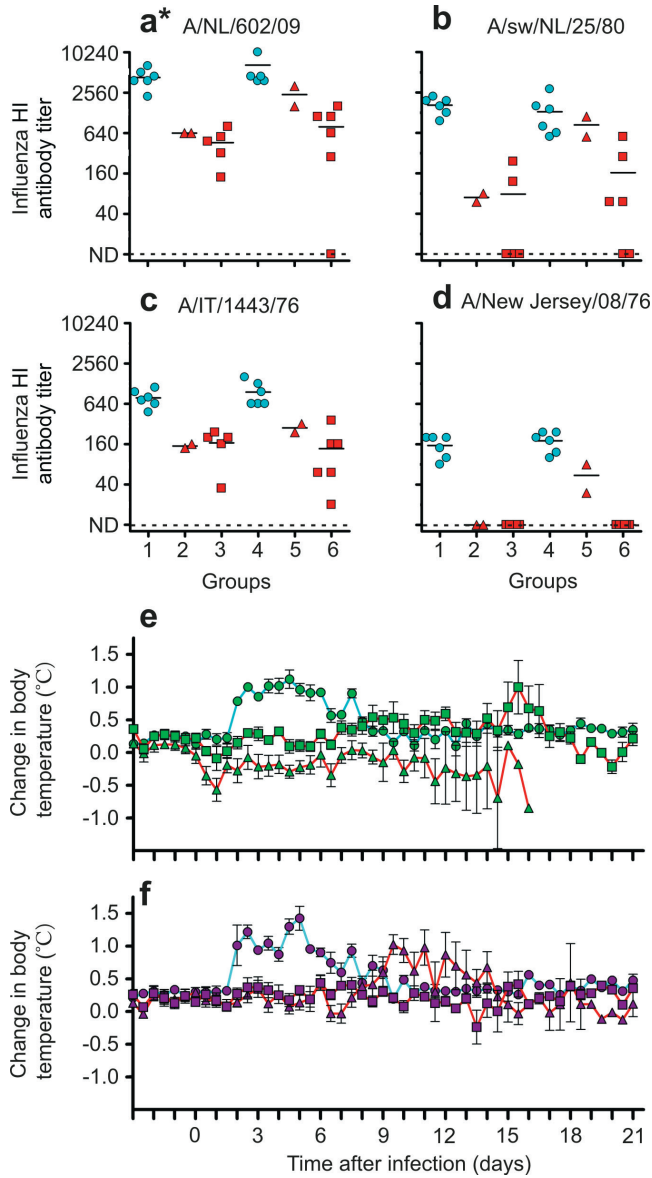 a* A/NL/602/09
b A/sw/NL/25/80
Influenza HI
antibody titer
10240
2560
640
160
40
ND
c A/IT/1443/76
d A/New Jersey/08/76
Influenza HI
antibody titer
10240
2560
640
160
40
ND
1 2 3 4 5 6
1 2 3 4 5 6
Groups
Groups
e
Change in body
temperature (°C)
1.5
1.0
0.5
0.0
-0.5
-1.0
f
Change in body
temperature (°C)
1.5
1.0
0.5
0.0
-0.5
-1.0
0 3 6 9 12 15 18 21
Time after infection (days)